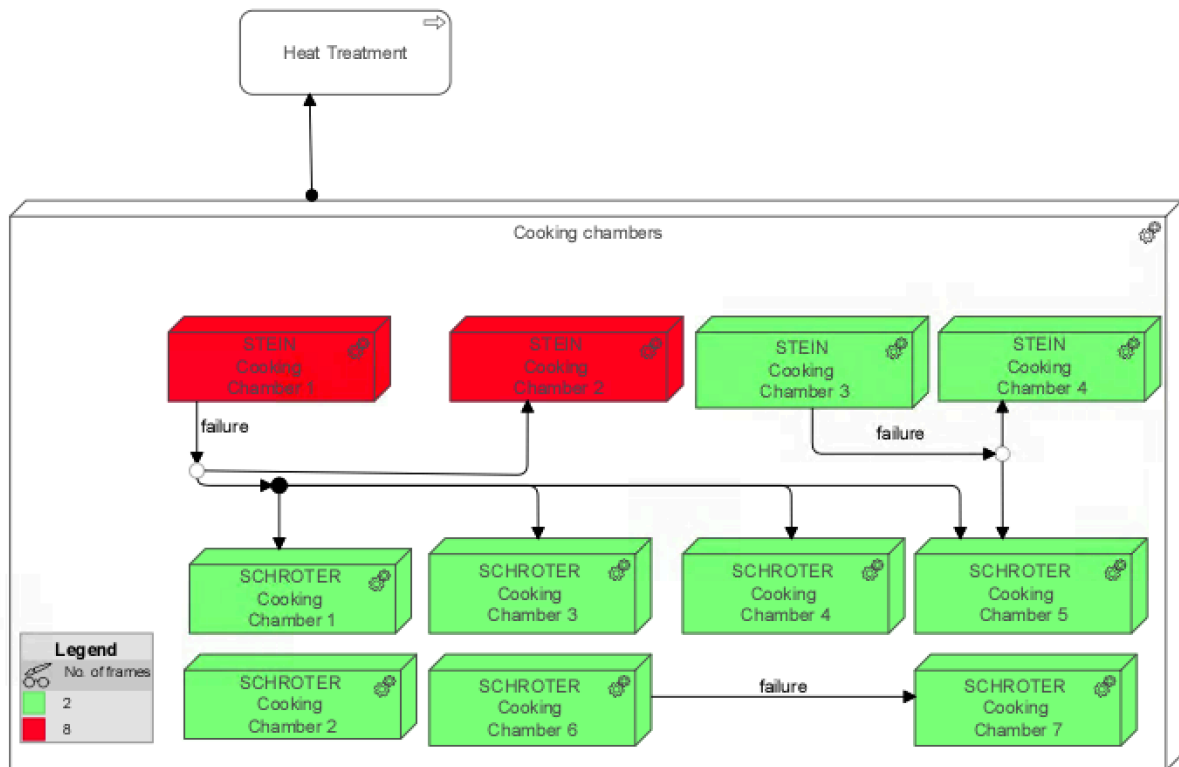 Heat Treatment
Cooking chambers
STEIN
Cooking
Chamber 1
STEIN
Cooking
Chamber 2
STEIN
Cooking
Chamber 3
STEIN
Cooking
Chamber 4
failure
failure
SCHROTER
Cooking
Chamber 1
SCHROTER
Cooking
Chamber 3
SCHROTER
Cooking
Chamber 4
SCHROTER
Cooking
Chamber 5
Legend
No. of frames
2
8
SCHROTER
Cooking
Chamber 2
SCHROTER
Cooking
Chamber 6
failure
SCHROTER
Cooking
Chamber 7